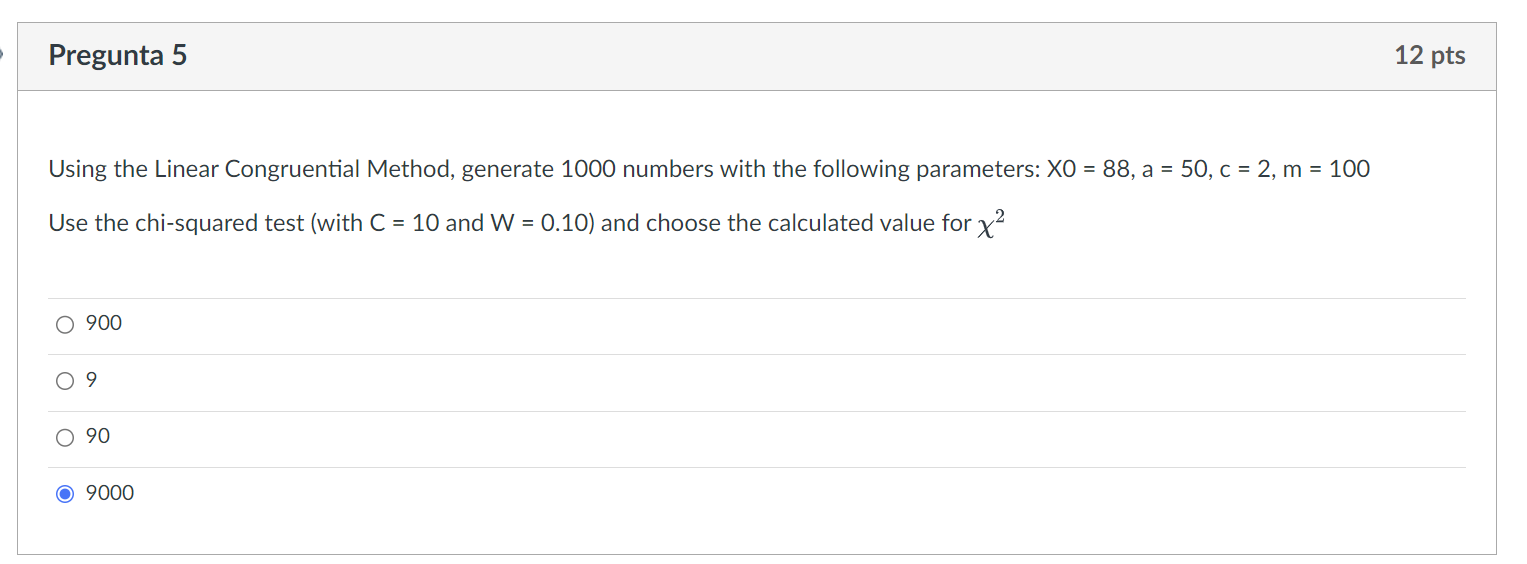 Pregunta 5
12 pts
Using the Linear Congruential Method, generate 1000 numbers with the following parameters: X0 = 88, a = 50, c = 2, m = 100
Use the chi-squared test (with C = 10 and W = 0.10) and choose the calculated value for χ²
900
9
90
9000